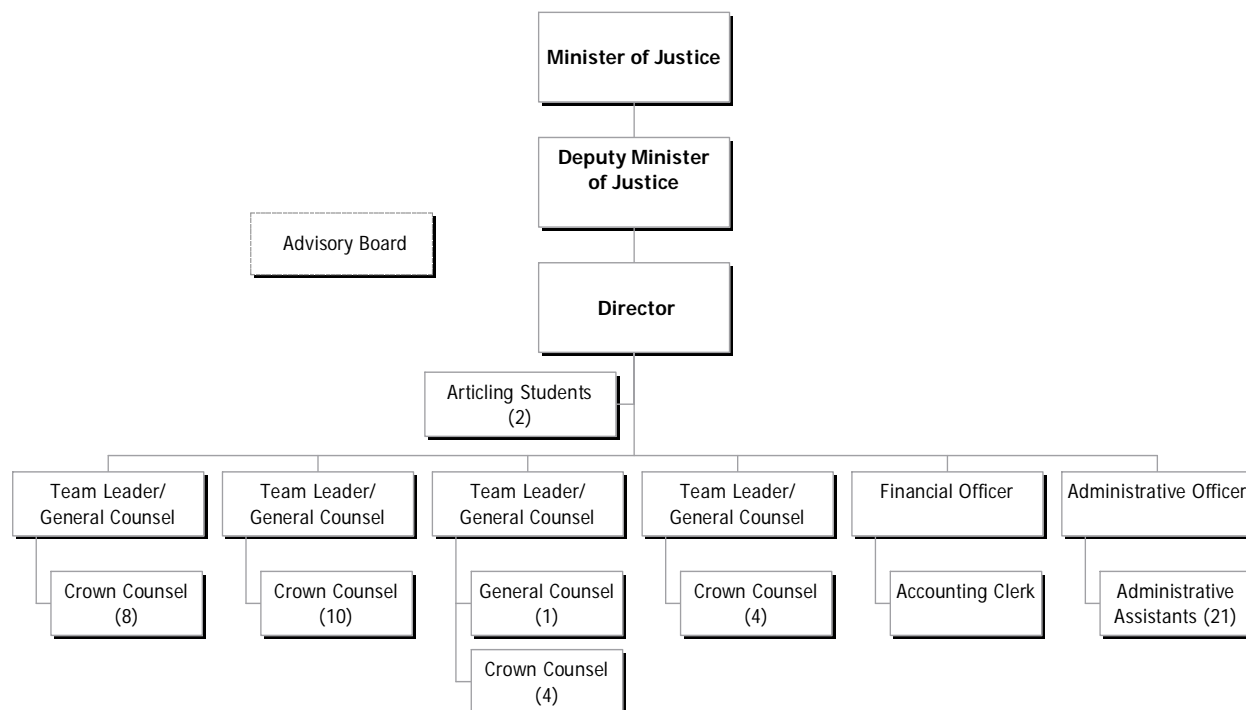 Minister of Justice
Deputy Minister
of Justice
Advisory Board
Director
Articling Students
(2)
Team Leader/
General Counsel
Team Leader/
General Counsel
Team Leader/
General Counsel
Team Leader/
General Counsel
Financial Officer
Administrative Officer
Crown Counsel
(8)
Crown Counsel
(10)
General Counsel
(1)
Crown Counsel
(4)
Accounting Clerk
Administrative
Assistants (21)
Crown Counsel
(4)